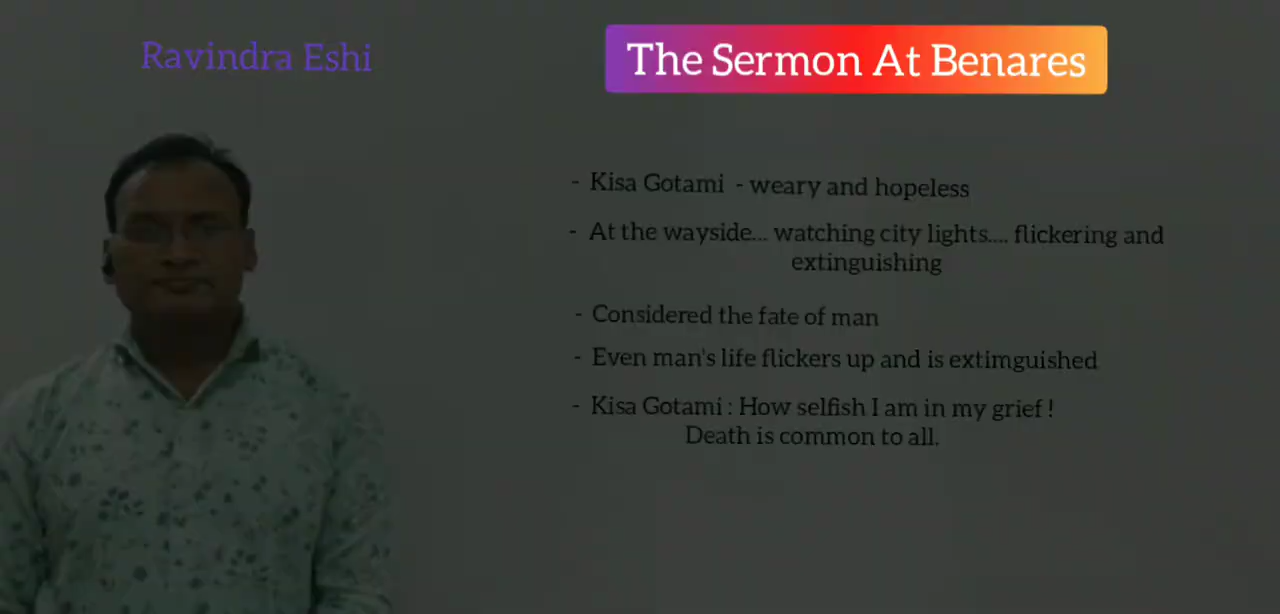 Ravindra Eshi
The Sermon At Benares
- Kisa Gotami - weary and hopeless
- At the wayside... watching city lights.... flickering and
extinguishing
- Considered the fate of man
- Even man's life flickers up and is extimguished
- Kisa Gotami : How selfish I am in my grief !
Death is common to all.